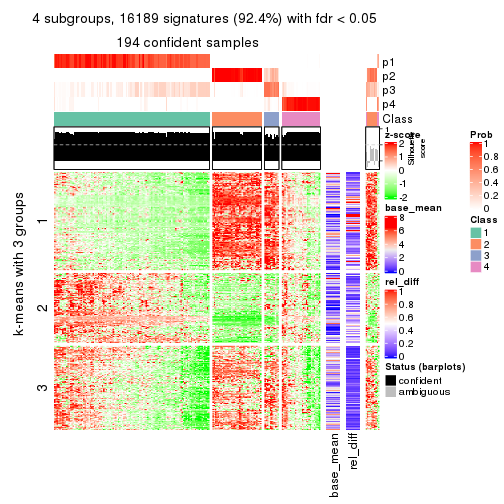 4 subgroups, 16189 signatures (92.4%) with fdr < 0.05
194 confident samples
p1
p2
p3
p4
Class
1
Silhouette
score
k-means with 3 groups
1
2
3
base_mean
rel_diff
z-score
2
1
0
-1
-2
base_mean
8
6
4
2
0
rel_diff
1
0.8
0.6
0.4
0.2
0
Status (barplots)
confident
ambiguous
Prob
1
0.8
0.6
0.4
0.2
0
Class
1
2
3
4